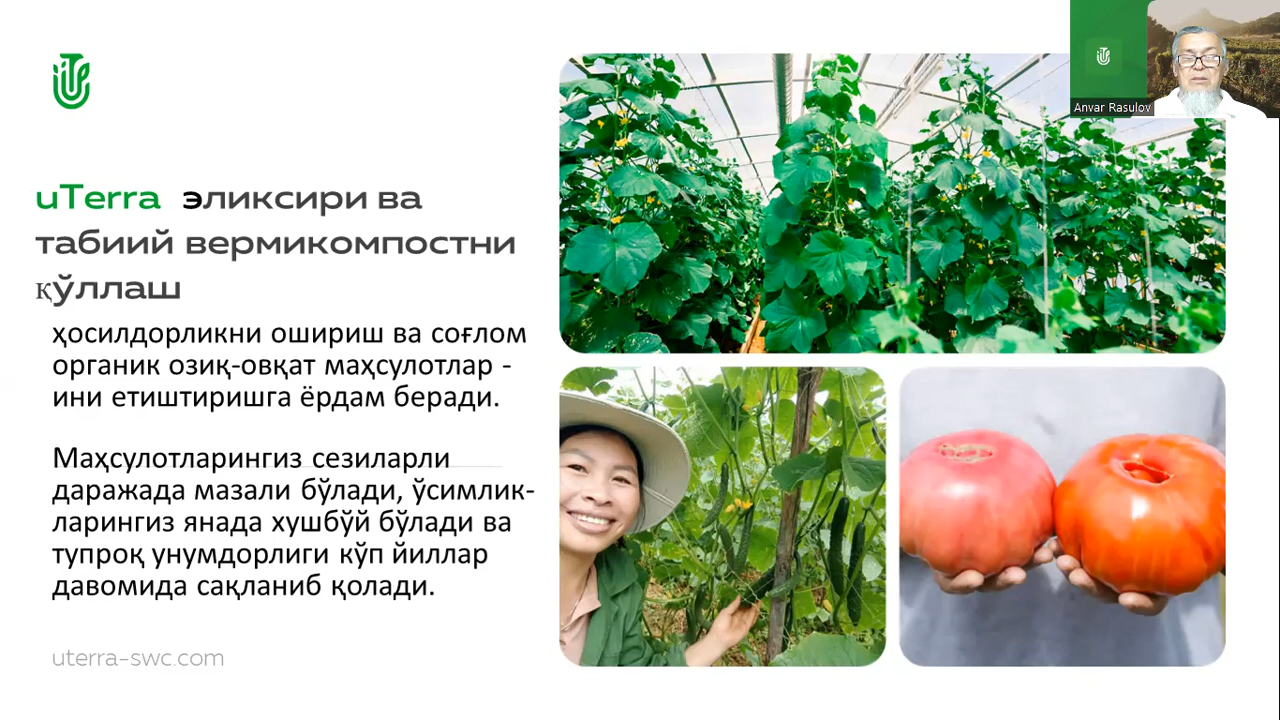 uTerra эликсири ва
табиий вермикомпостни
қўллаш
ҳосилдорликни ошириш ва соғлом
органик озиқ-овқат маҳсулотлар -
ини етиштиришга ёрдам беради.
Маҳсулотларингиз сезиларли
даражада мазали бўлади, ўсимлик-
ларингиз янада хушбўй бўлади ва
тупроқ унумдорлиги кўп йиллар
давомида сақланиб қолади.
uterra-swc.com
Anvar Rasulov